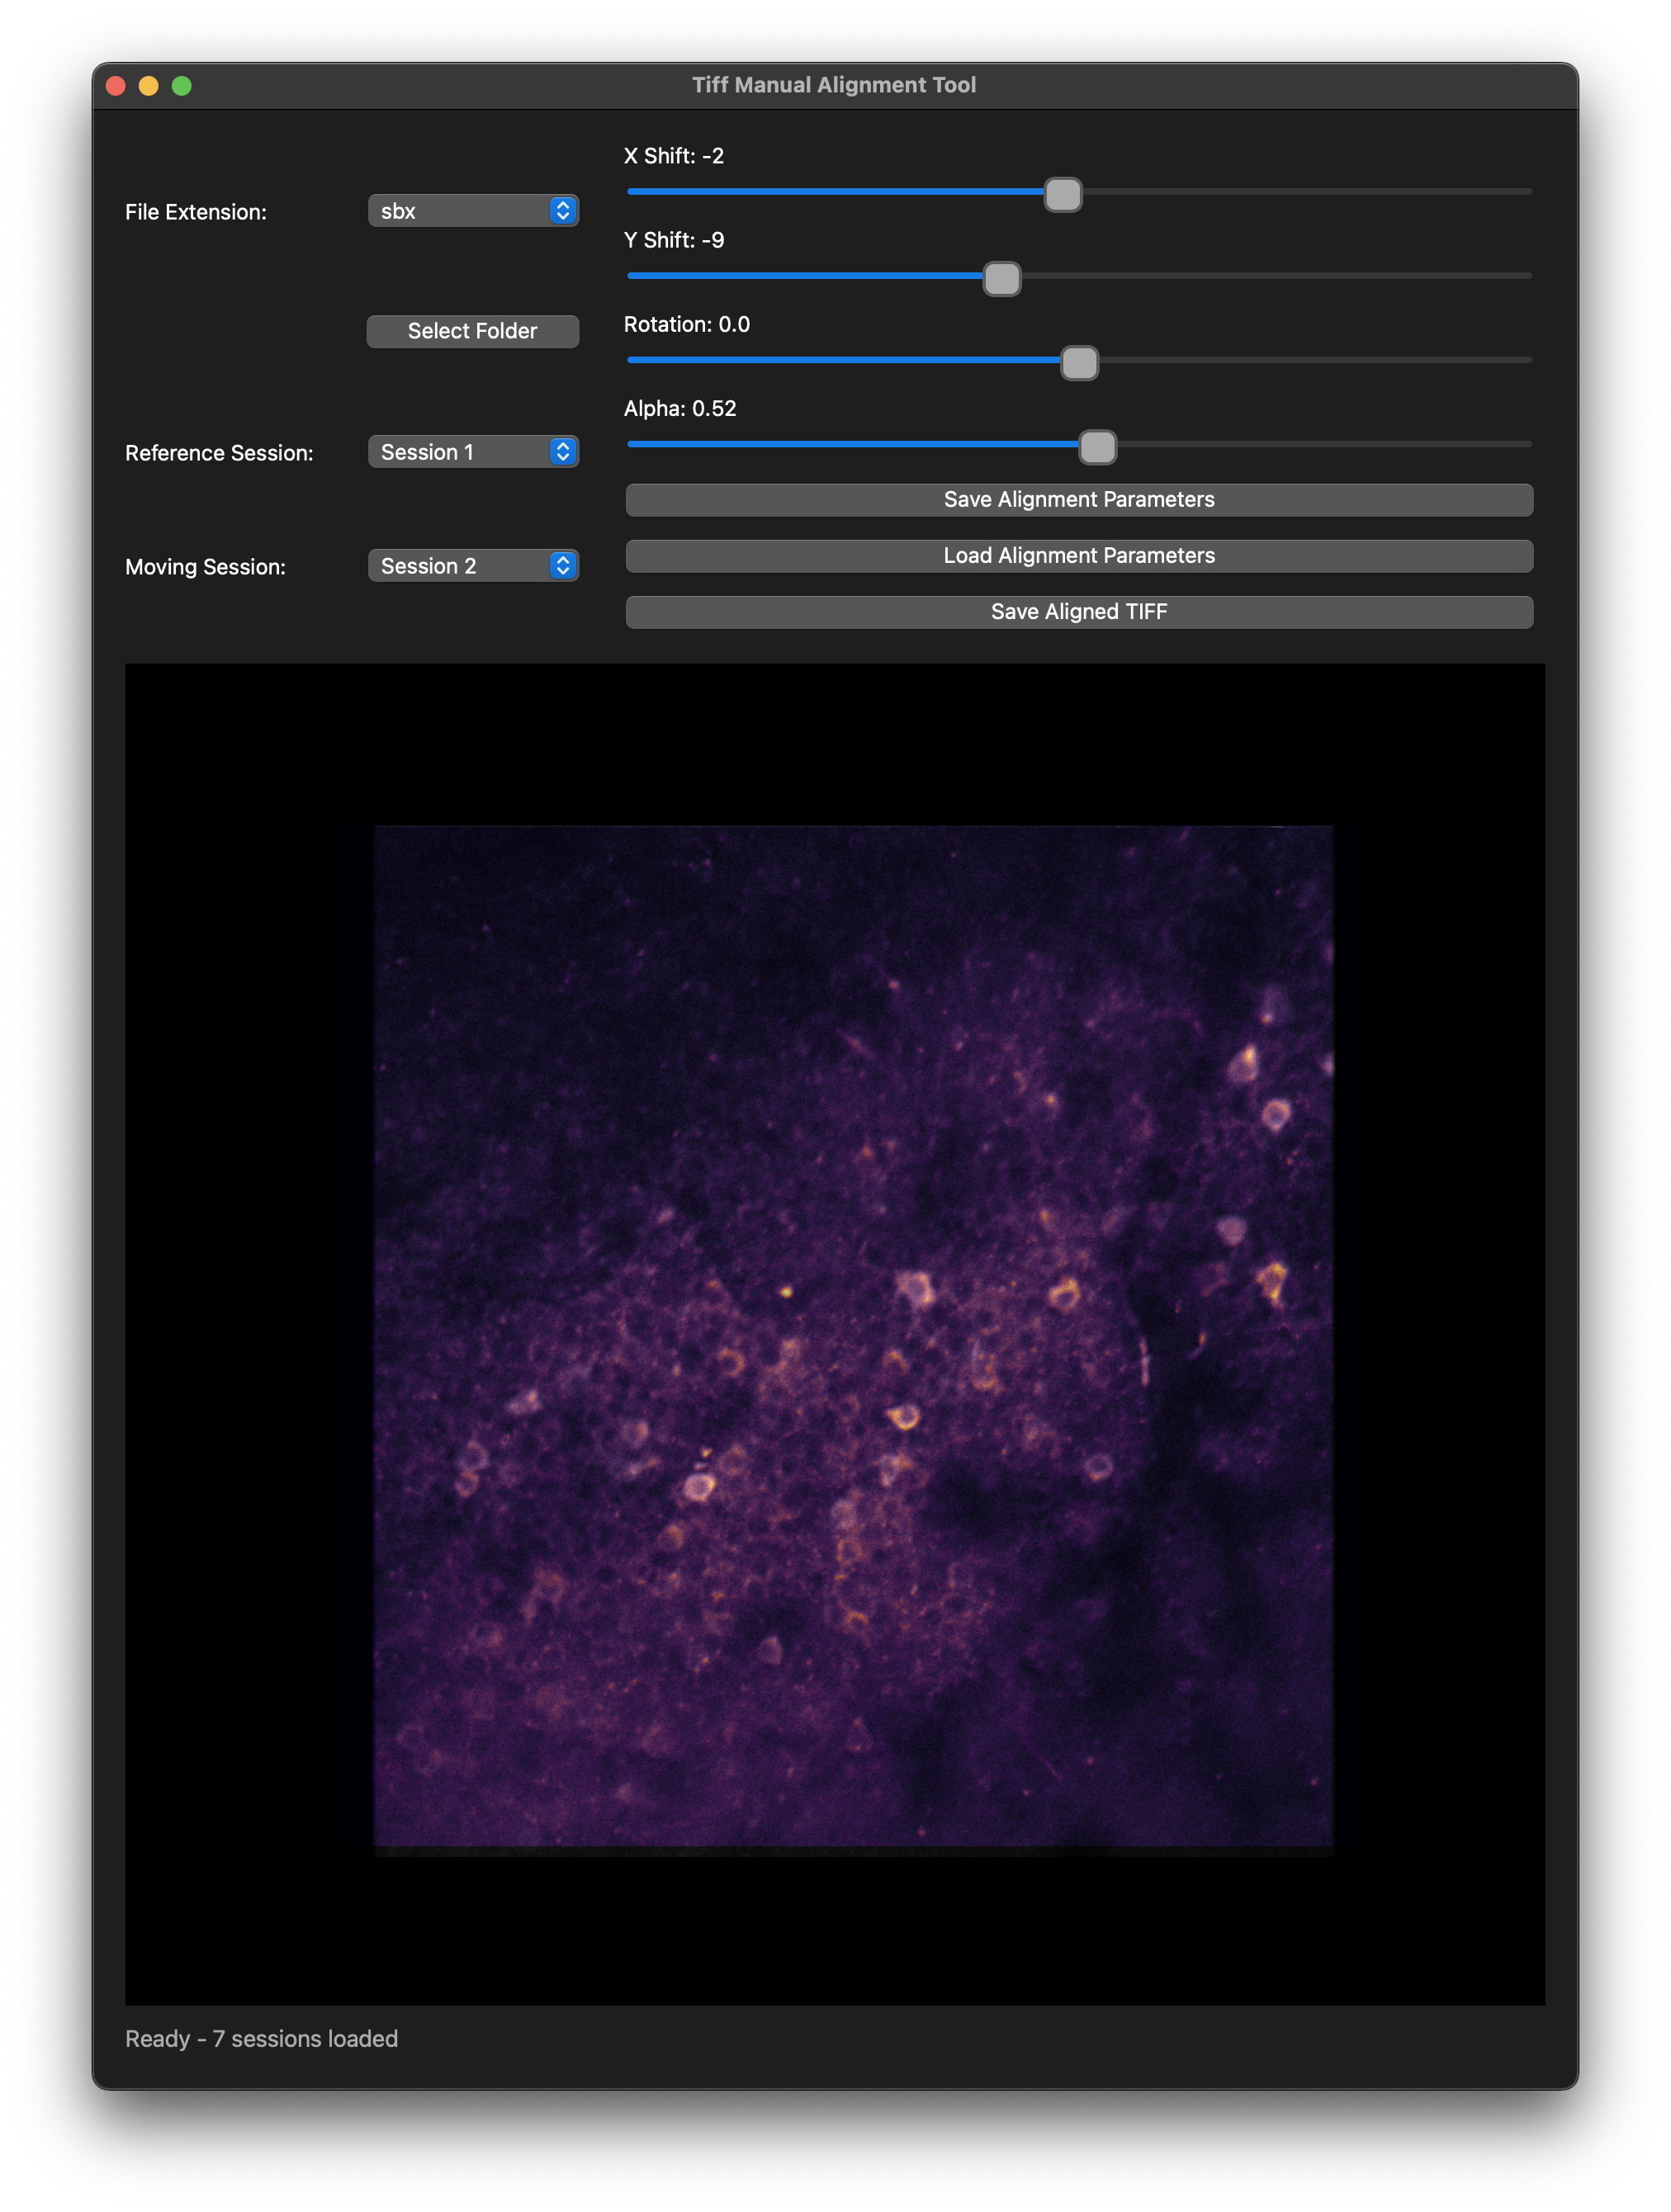 Tiff Manual Alignment Tool
File Extension:
sbx
Select Folder
Reference Session:
Session 1
Moving Session:
Session 2
X Shift: -2
Y Shift: -9
Rotation: 0.0
Alpha: 0.52
Save Alignment Parameters
Load Alignment Parameters
Save Aligned TIFF
Ready - 7 sessions loaded